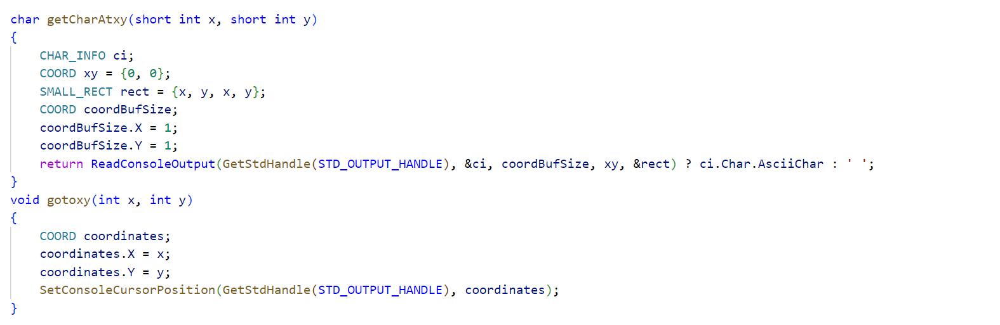 char getCharAtxy(short int x, short int y)
{
    CHAR_INFO ci;
    COORD xy = {0, 0};
    SMALL_RECT rect = {x, y, x, y};
    COORD coordBufSize;
    coordBufSize.X = 1;
    coordBufSize.Y = 1;
    return ReadConsoleOutput(GetStdHandle(STD_OUTPUT_HANDLE), &ci, coordBufSize, xy, &rect) ? ci.Char.AsciiChar : ' ';
}
void gotoxy(int x, int y)
{
    COORD coordinates;
    coordinates.X = x;
    coordinates.Y = y;
    SetConsoleCursorPosition(GetStdHandle(STD_OUTPUT_HANDLE), coordinates);
}